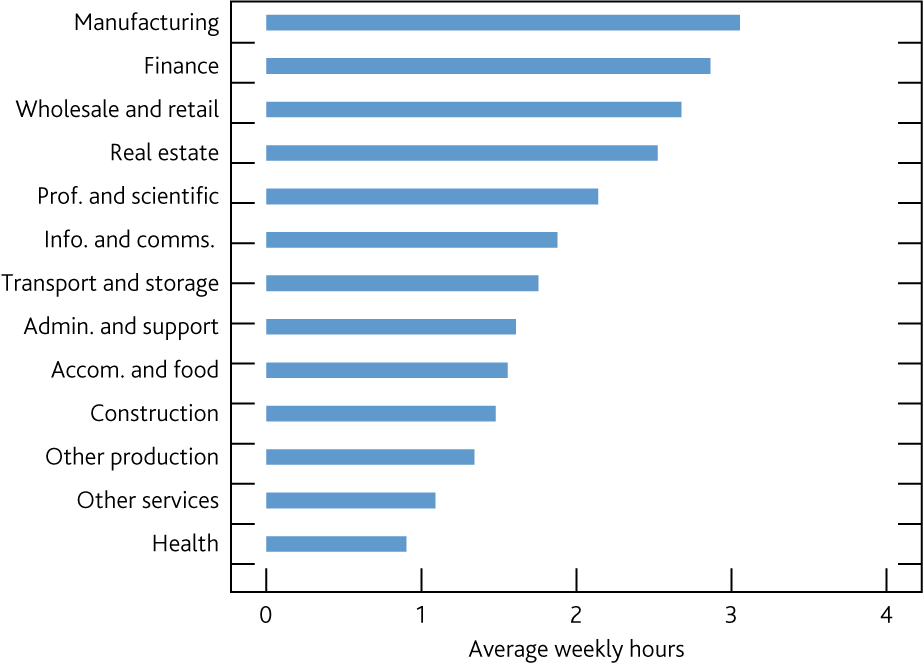 Manufacturing
Finance
Wholesale and retail
Real estate
Prof. and scientific
Info. and comms.
Transport and storage
Admin. and support
Accom. and food
Construction
Other production
Other services
Health
0 1 2 3 4
Average weekly hours